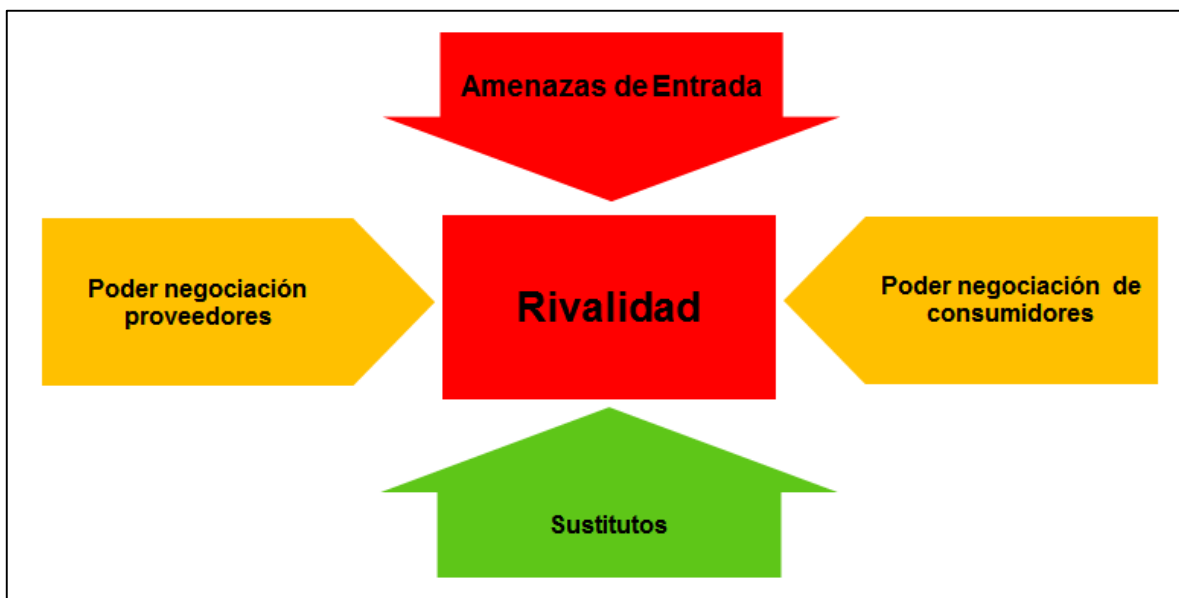 Amenazas de Entrada
Poder negociación
proveedores
Rivalidad
Poder negociación de
consumidores
Sustitutos